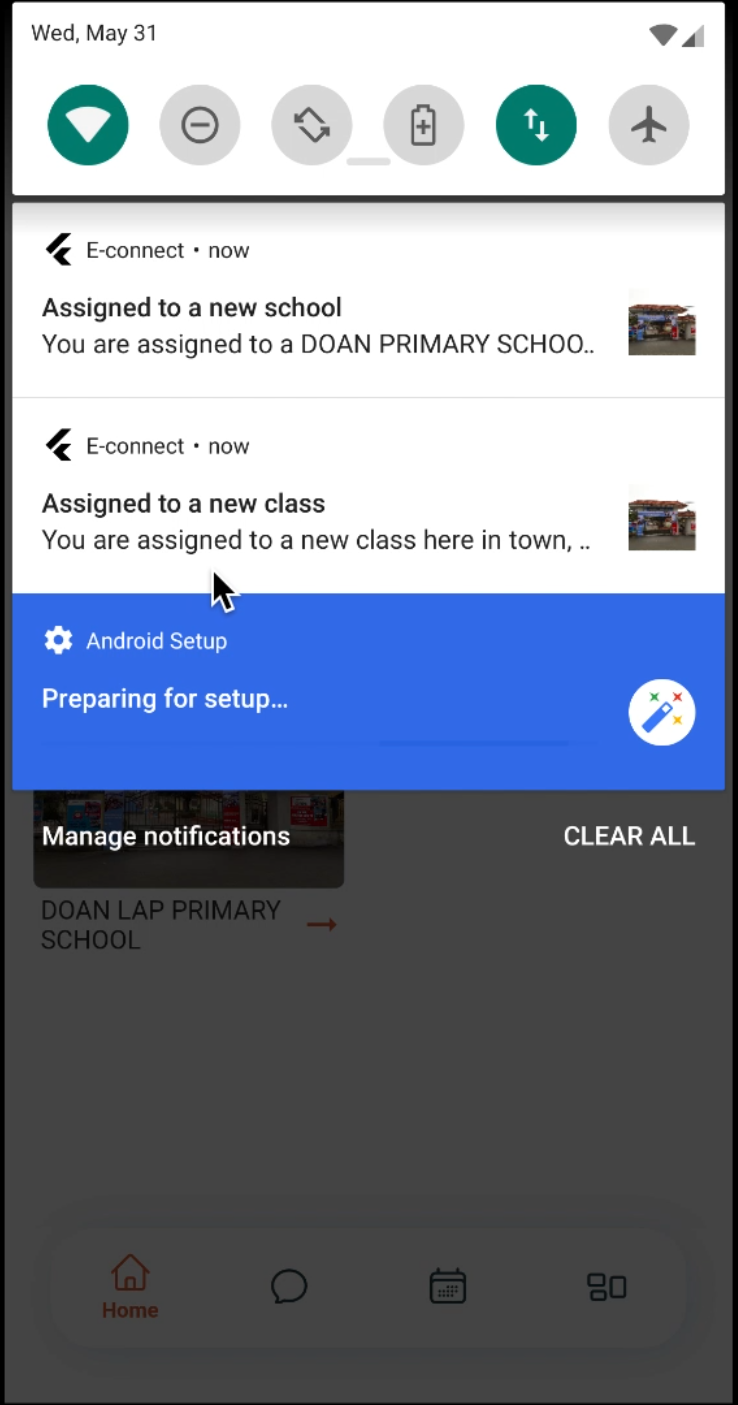 Wed, May 31
E-connect • now
Assigned to a new school
You are assigned to a DOAN PRIMARY SCHOO..
E-connect • now
Assigned to a new class
You are assigned to a new class here in town, ..
Android Setup
Preparing for setup…
Manage notifications
CLEAR ALL
DOAN LAP PRIMARY
SCHOOL
Home